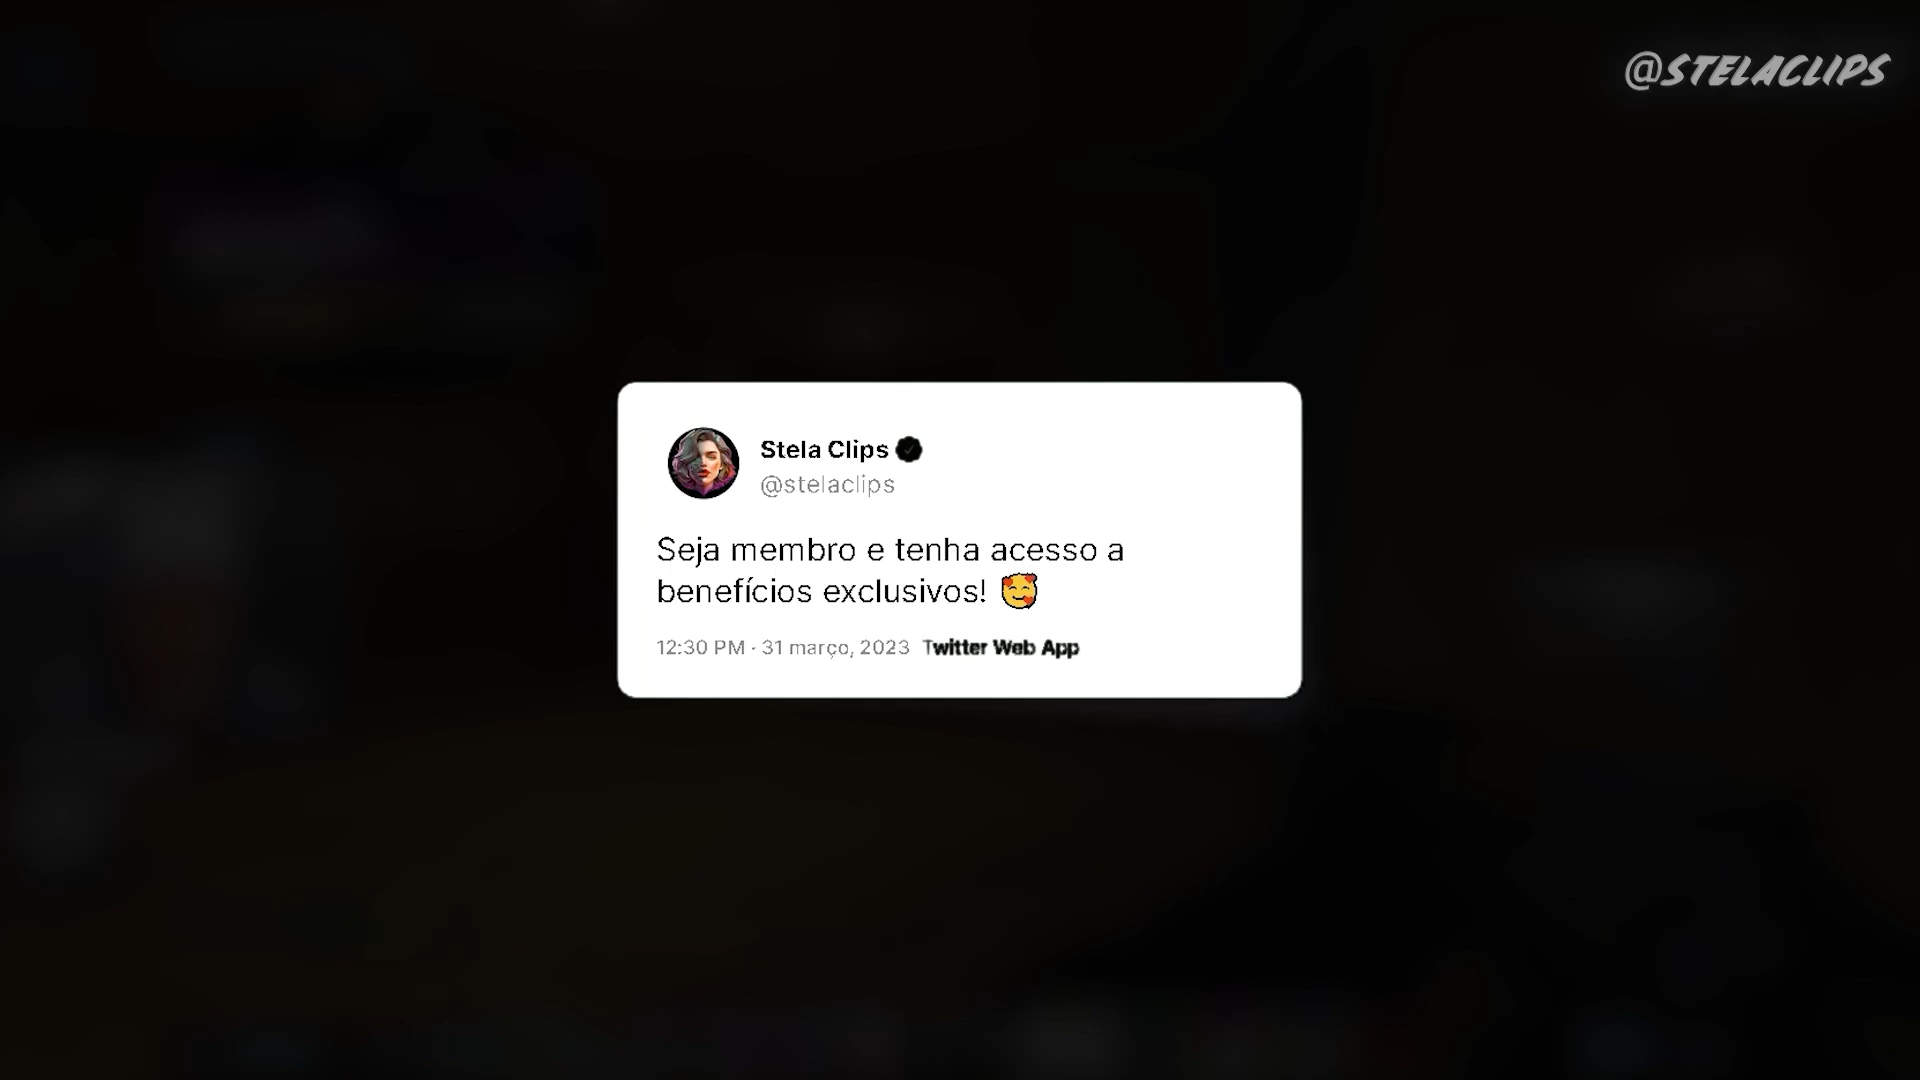 @STELACLIPS
Stela Clips
@stelaclips
Seja membro e tenha acesso a
benefícios exclusivos! 🥰
12:30 PM · 31 março, 2023 Twitter Web App